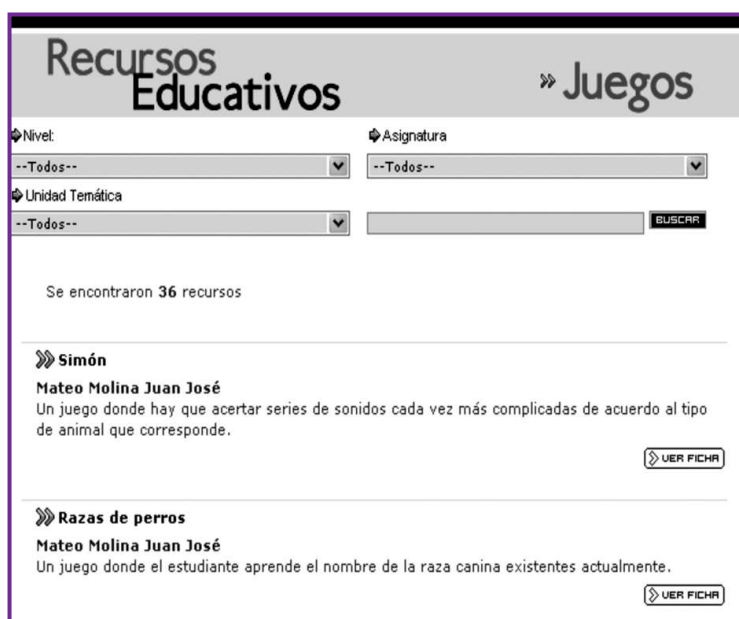 Recursos
Educativos
» Juegos
Nivel:
Asignatura
--Todos--
--Todos--
Unidad Temática
--Todos--
BUSCAR
Se encontraron 36 recursos
Simón
Mateo Molina Juan José
Un juego donde hay que acertar series de sonidos cada vez más complicadas de acuerdo al tipo
de animal que corresponde.
VER FICHA
Razas de perros
Mateo Molina Juan José
Un juego donde el estudiante aprende el nombre de la raza canina existentes actualmente.
VER FICHA